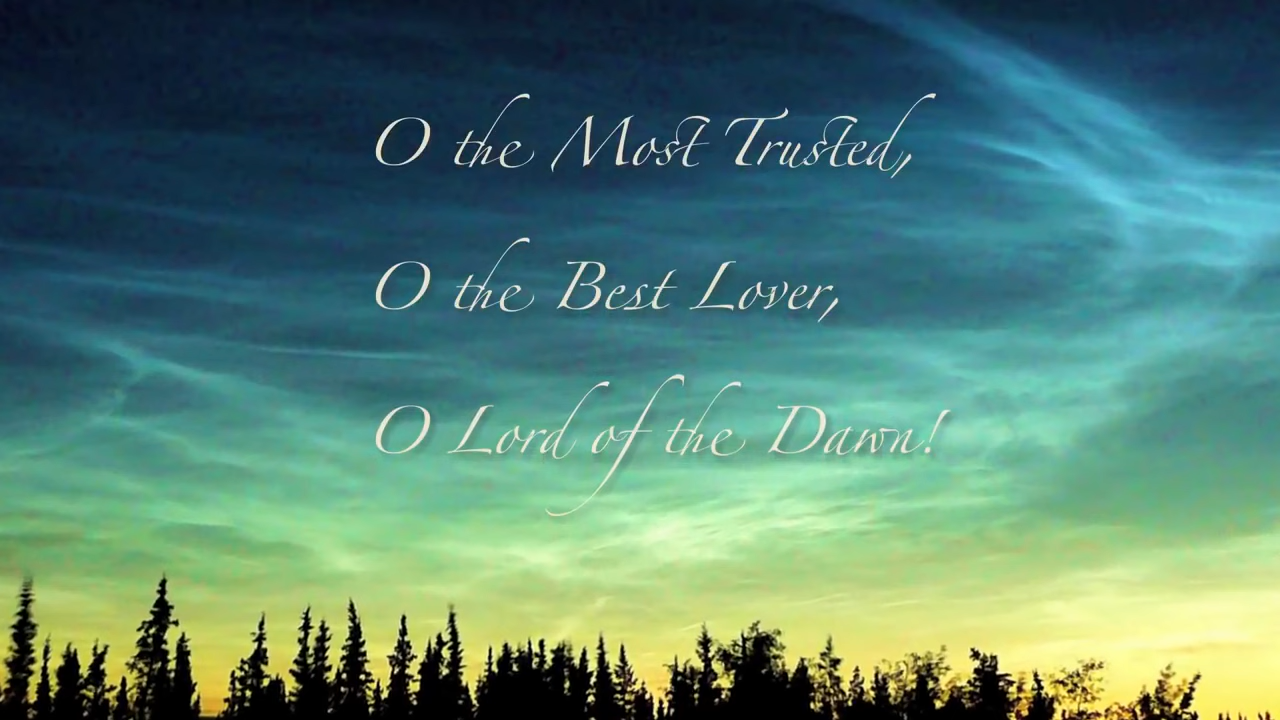 O the Most Trusted,
O the Best Lover,
O Lord of the Dawn!